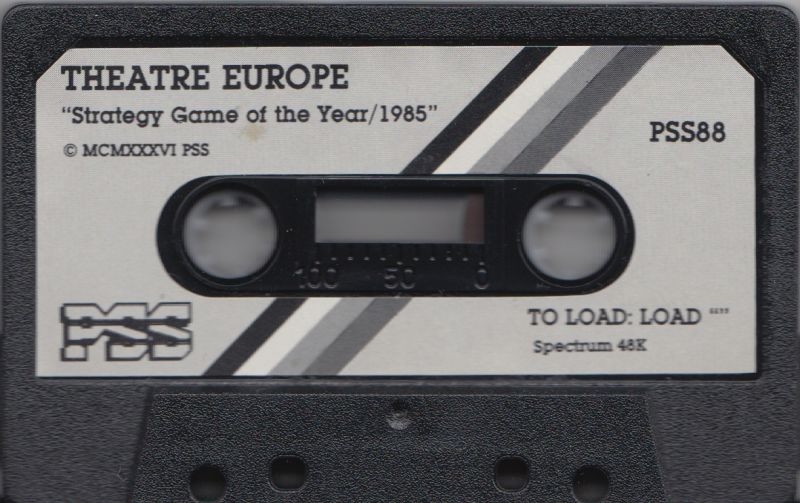 THEATRE EUROPE
"Strategy Game of the Year/1985"
© MCMXXXVI PSS
PSS88
100 50 0
PSS
TO LOAD: LOAD ""
Spectrum 48K